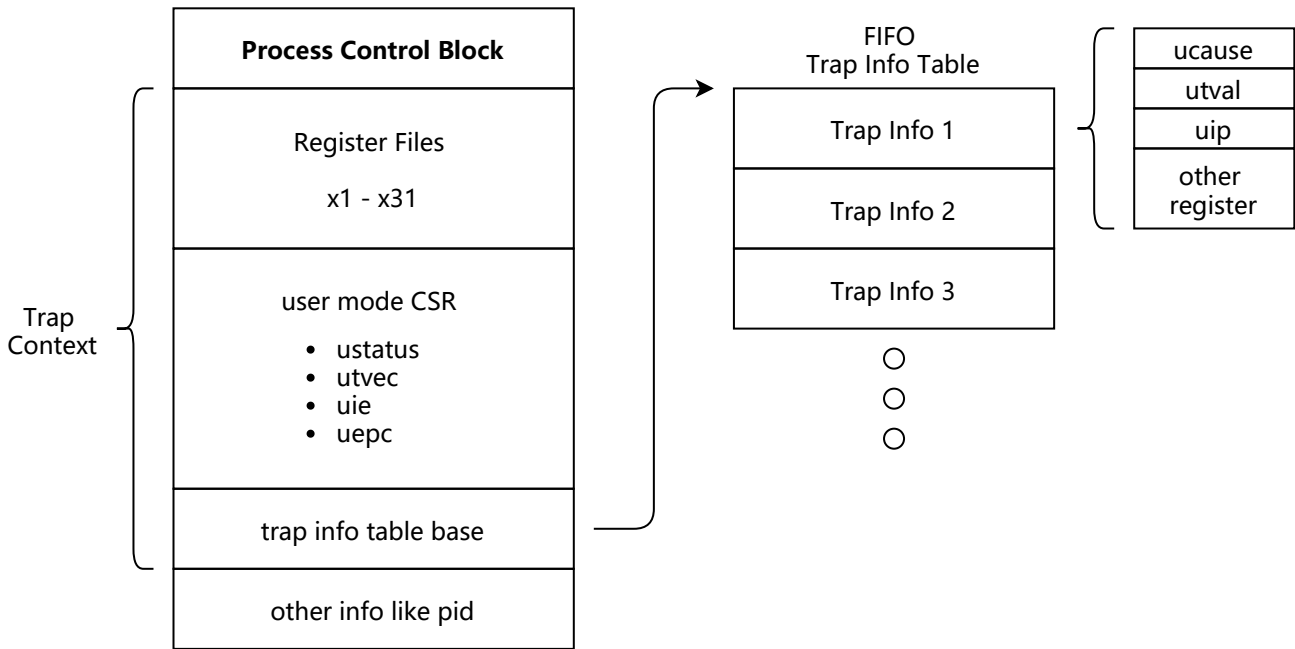 Process Control Block
Register Files
x1 - x31
Trap
Context
user mode CSR
• ustatus
• utvec
• uie
• uepc
trap info table base
other info like pid
FIFO
Trap Info Table
Trap Info 1
Trap Info 2
Trap Info 3
ucause
utval
uip
other
register